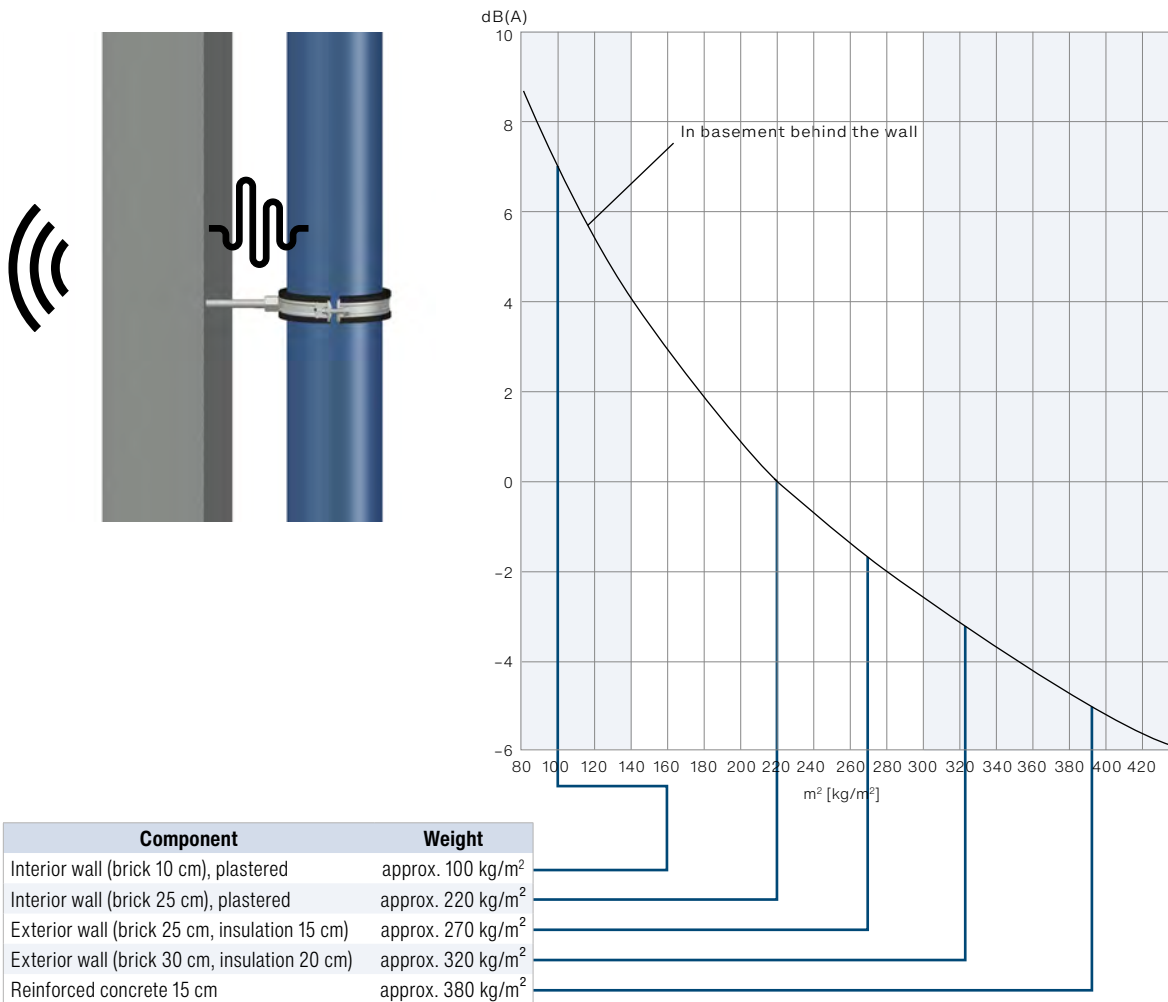 dB(A)
10
8
6
4
2
0
−2
−4
−6
In basement behind the wall
80 100 120 140 160 180 200 220 240 260 280 300 320 340 360 380 400 420
m² [kg/m²]
Component Weight
Interior wall (brick 10 cm), plastered approx. 100 kg/m²
Interior wall (brick 25 cm), plastered approx. 220 kg/m²
Exterior wall (brick 25 cm, insulation 15 cm) approx. 270 kg/m²
Exterior wall (brick 30 cm, insulation 20 cm) approx. 320 kg/m²
Reinforced concrete 15 cm approx. 380 kg/m²